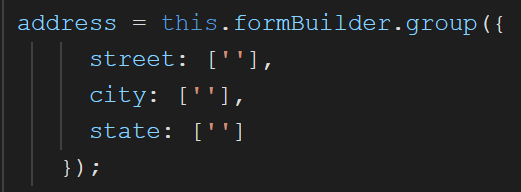 address = this.formBuilder.group({
street: [''],
city: [''],
state: ['']
});